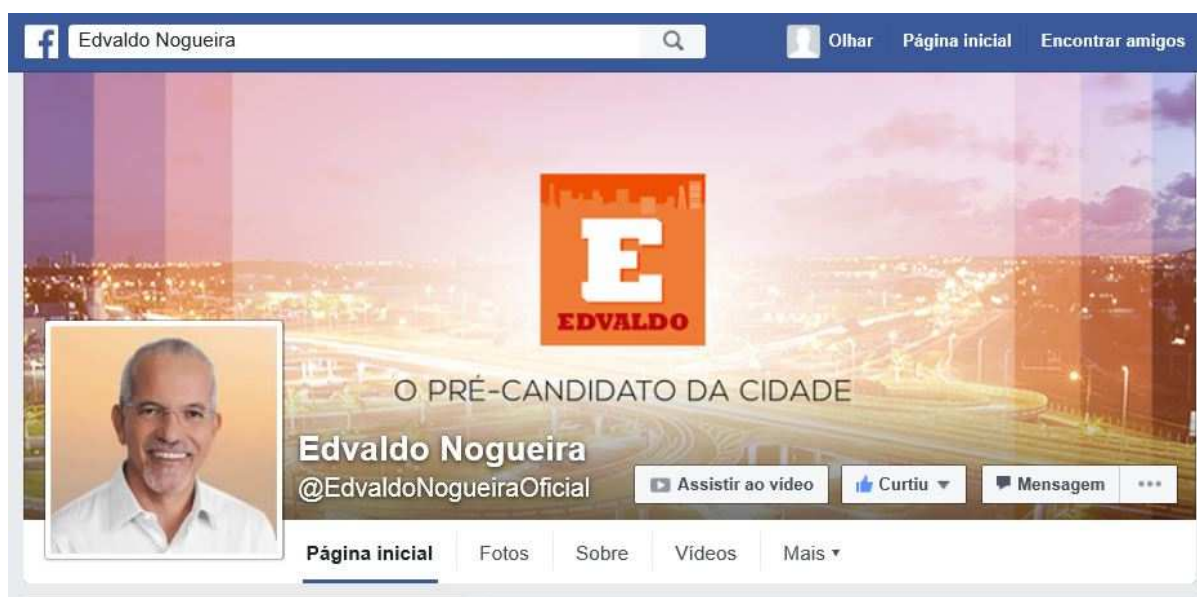 Edvaldo Nogueira
Olhar Página inicial Encontrar amigos
E
EDVALDO
O PRÉ-CANDIDATO DA CIDADE
Edvaldo Nogueira
@EdvaldoNogueiraOficial
Assistir ao vídeo Curtiu Mensagem
Página inicial Fotos Sobre Vídeos Mais